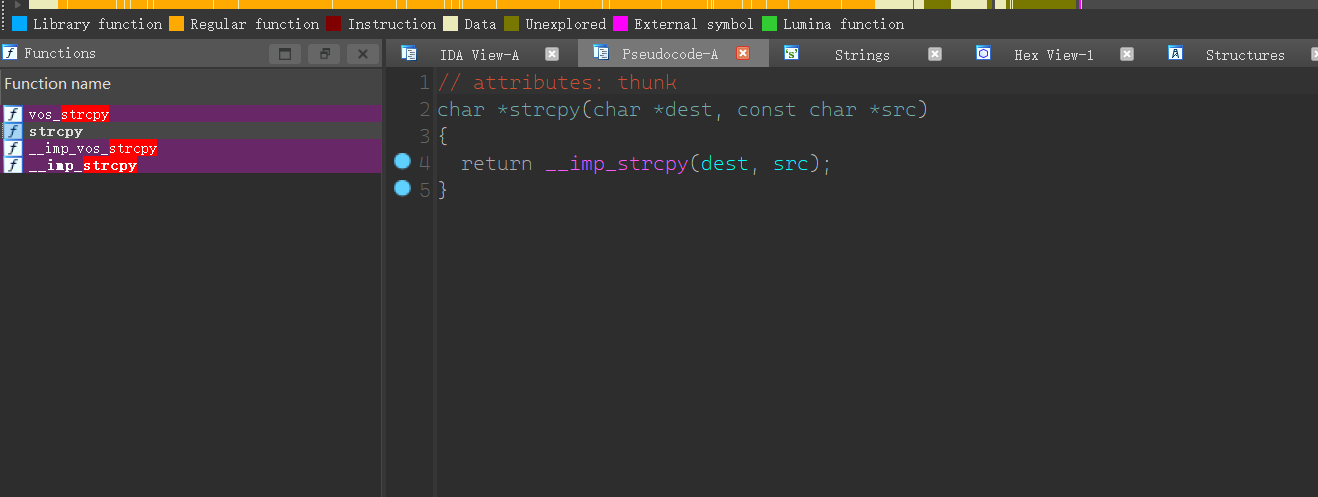 Library function Regular function Instruction Data Unexplored External symbol Lumina function
Functions
IDA View-A Pseudocode-A Strings Hex View-1 Structures
Function name
vos_strcpy
strcpy
__imp_vos_strcpy
__imp_strcpy
1 // attributes: thunk
2 char *strcpy(char *dest, const char *src)
3 {
4 return __imp_strcpy(dest, src);
5 }